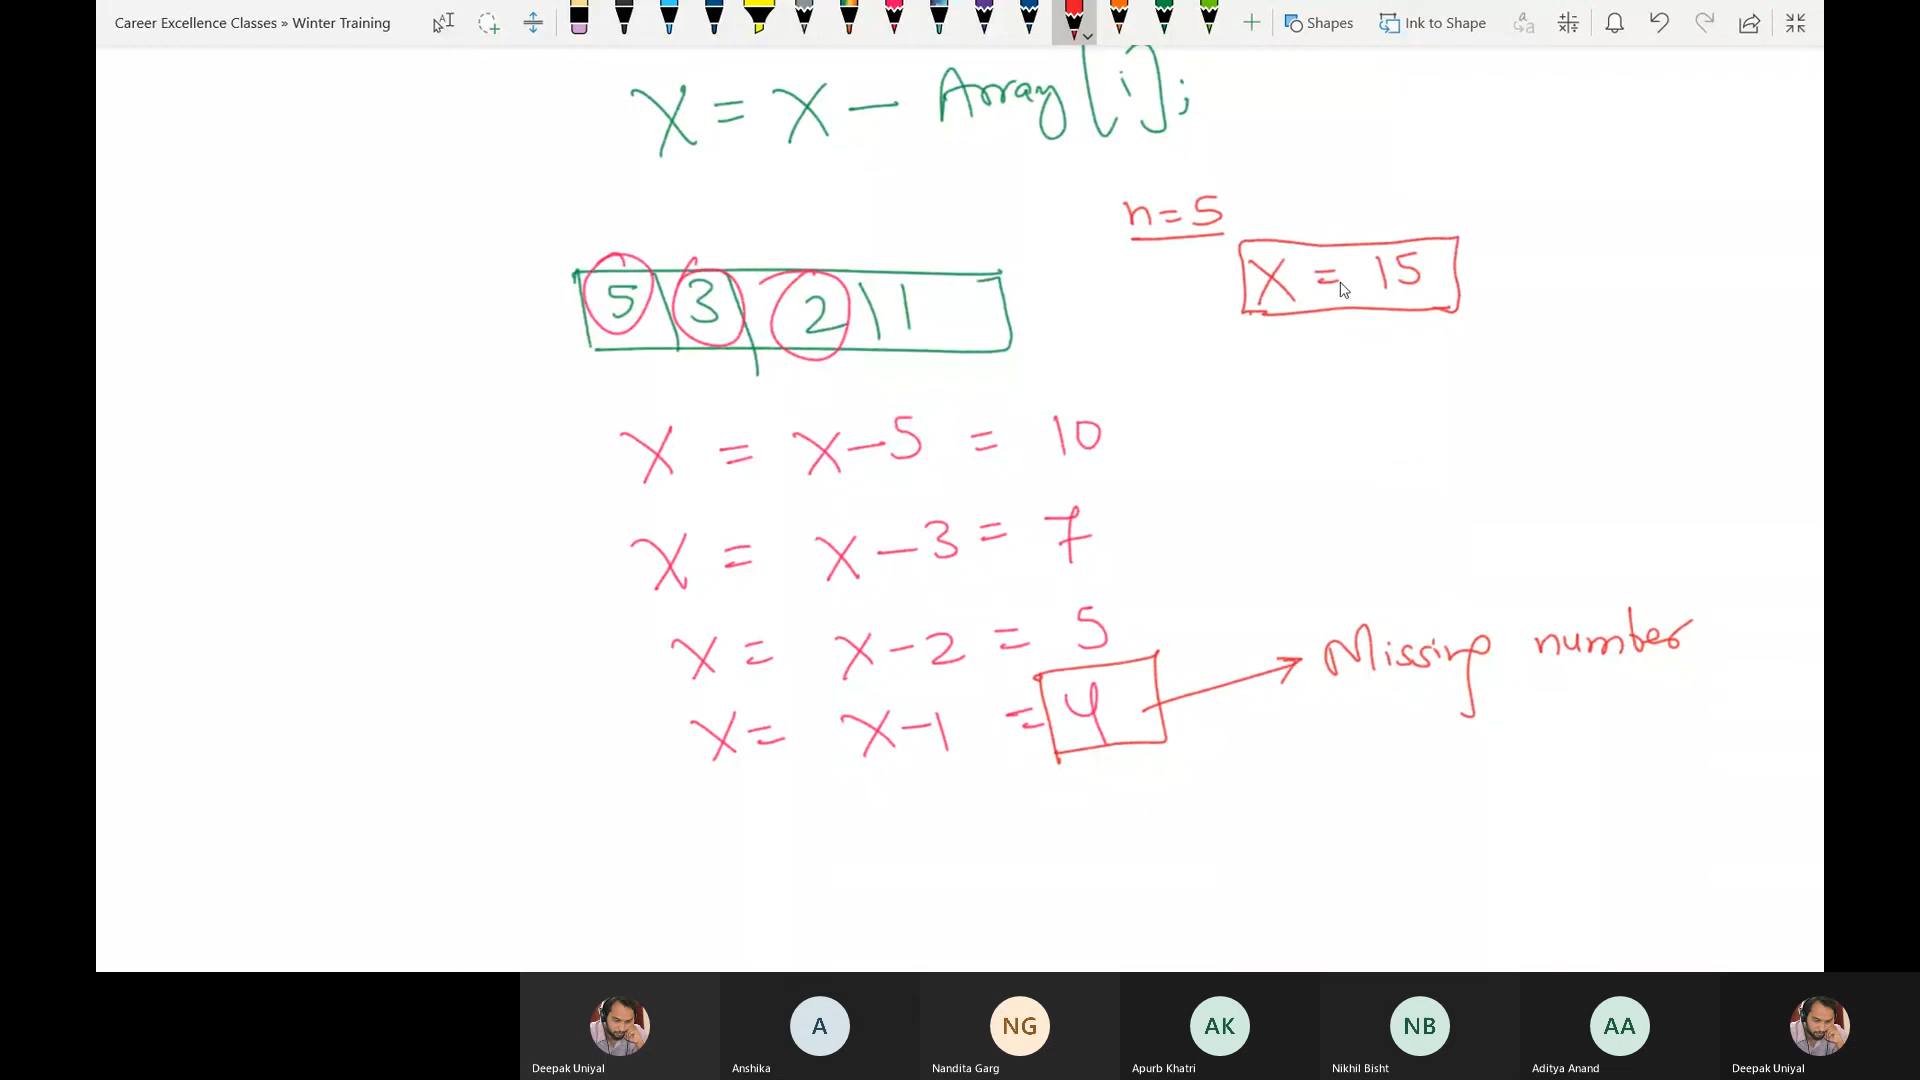 Career Excellence Classes » Winter Training
Shapes
Ink to Shape
X = X - Array[i];
n=5
X = 15
5 3 2 1
X = X-5 = 10
X = X-3 = 7
X = X-2 = 5
X = X-1 = 4
Missing number
A
NG
AK
NB
AA
Deepak Uniyal
Anshika
Nandita Garg
Apurb Khatri
Nikhil Bisht
Aditya Anand
Deepak Uniyal